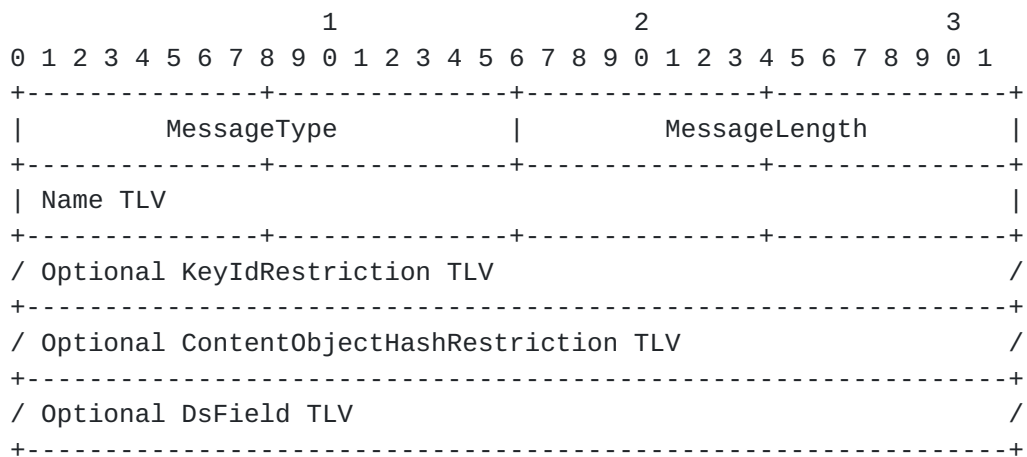 1                   2                   3
0 1 2 3 4 5 6 7 8 9 0 1 2 3 4 5 6 7 8 9 0 1 2 3 4 5 6 7 8 9 0 1
+---------------+---------------+---------------+---------------+
|         MessageType           |         MessageLength         |
+---------------+---------------+---------------+---------------+
| Name TLV                                                      |
+---------------+---------------+---------------+---------------+
/ Optional KeyIdRestriction TLV                                 /
+---------------------------------------------------------------+
/ Optional ContentObjectHashRestriction TLV                     /
+---------------------------------------------------------------+
/ Optional DsField TLV                                          /
+---------------------------------------------------------------+